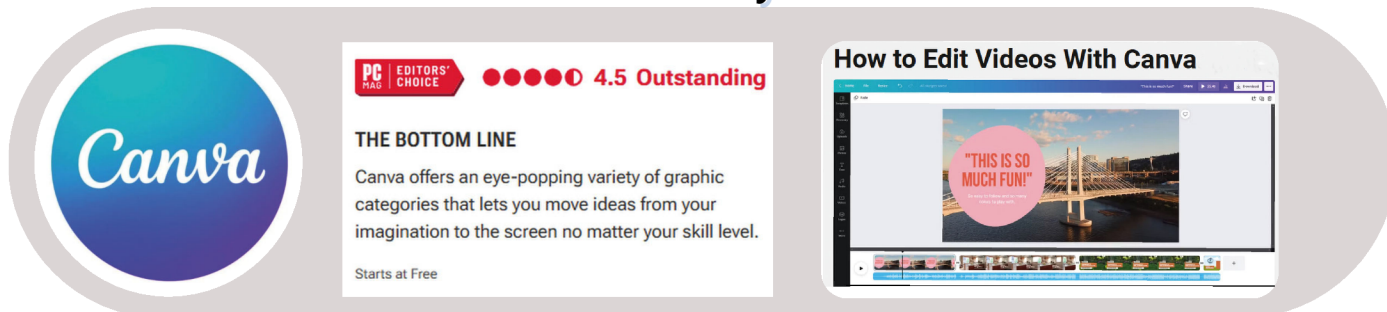 Canva
PC MAG EDITORS' CHOICE
4.5 Outstanding
THE BOTTOM LINE
Canva offers an eye-popping variety of graphic
categories that lets you move ideas from your
imagination to the screen no matter your skill level.
Starts at Free
How to Edit Videos With Canva
Download
"THIS IS SO
MUCH FUN!"